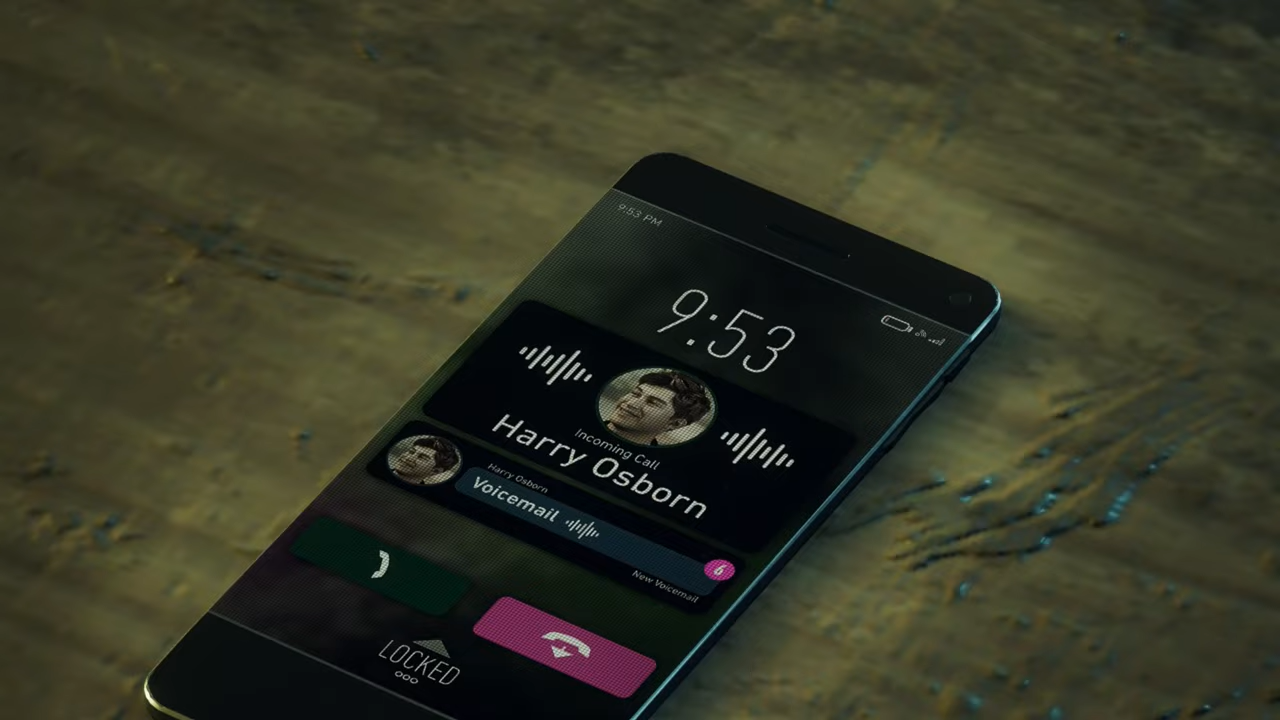 9:53 PM
9:53
Incoming Call
Harry Osborn
Harry Osborn
Voicemail
6
New Voicemail
LOCKED